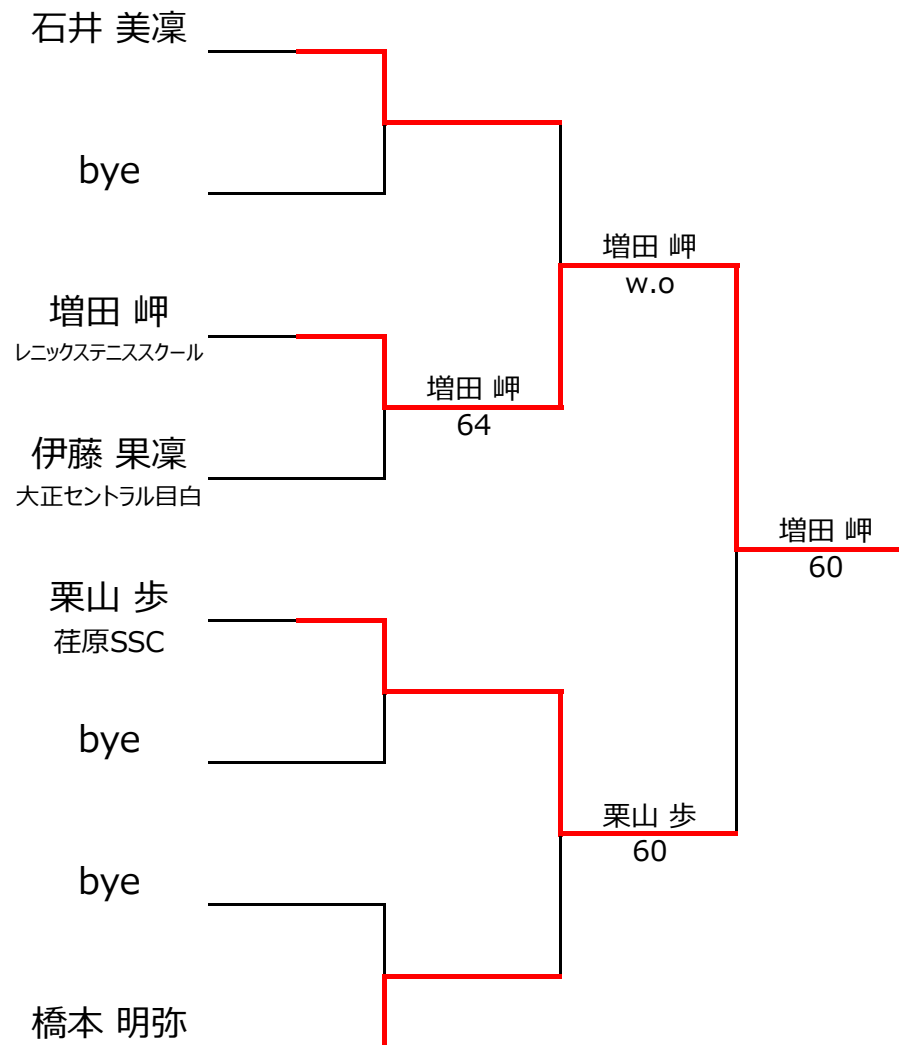 石井 美凜
bye
増田 岬
w.o
増田 岬
レニックステニススクール
増田 岬
64
伊藤 果凜
大正セントラル目白
増田 岬
60
栗山 歩
荏原SSC
bye
栗山 歩
60
bye
橋本 明弥